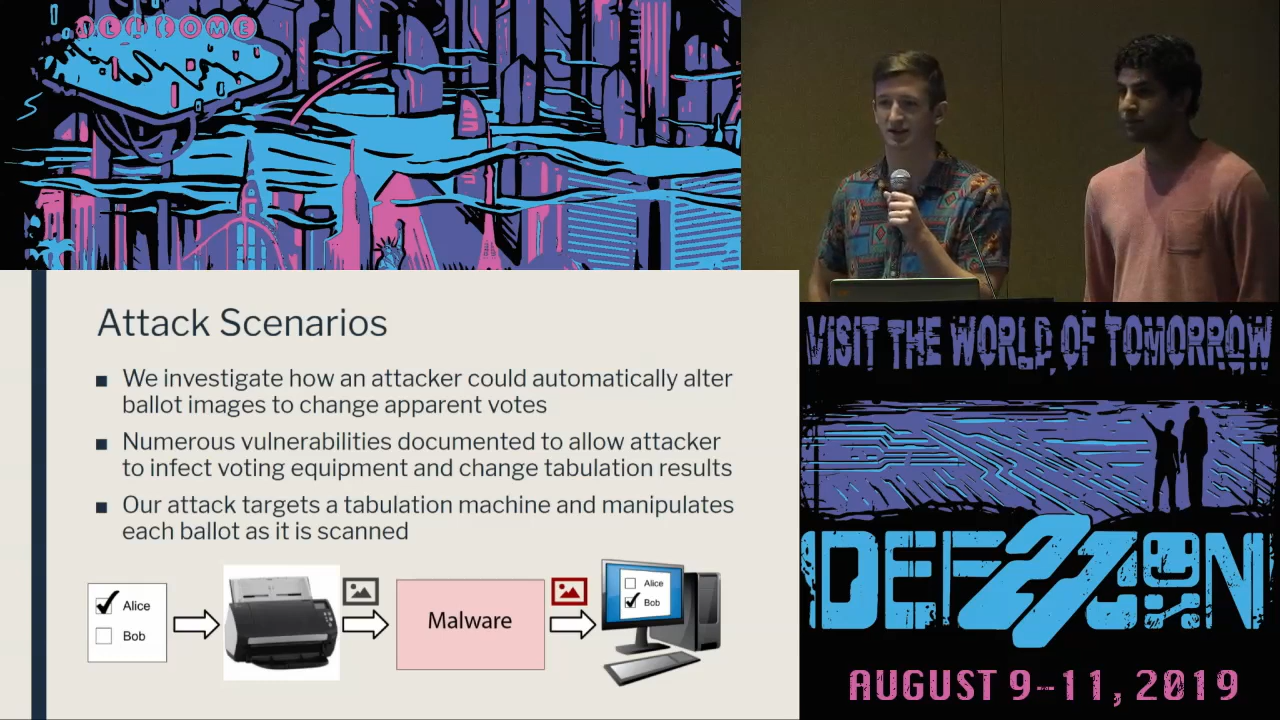 WELCOME
Attack Scenarios
■ We investigate how an attacker could automatically alter
ballot images to change apparent votes
■ Numerous vulnerabilities documented to allow attacker
to infect voting equipment and change tabulation results
■ Our attack targets a tabulation machine and manipulates
each ballot as it is scanned
Alice
Bob
Malware
Alice
Bob
VISIT THE WORLD OF TOMORROW
DEF 27 CON
AUGUST 9-11, 2019